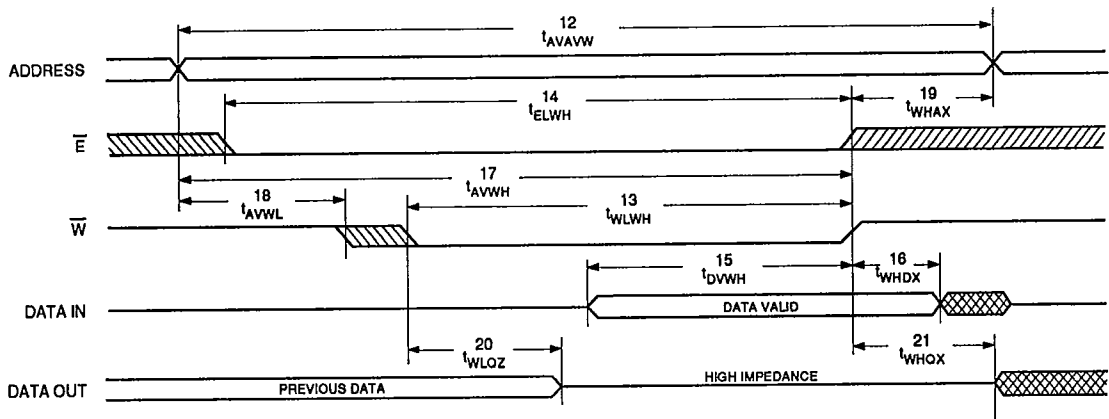 12
tAVAVW
ADDRESS
14
tELWH
19
tWHAX
E
17
tAVWH
18
tAVWL
13
tWLWH
W
15
tDVWH
16
tWHDX
DATA IN
DATA VALID
20
tWLQZ
21
tWHQX
DATA OUT
PREVIOUS DATA
HIGH IMPEDANCE